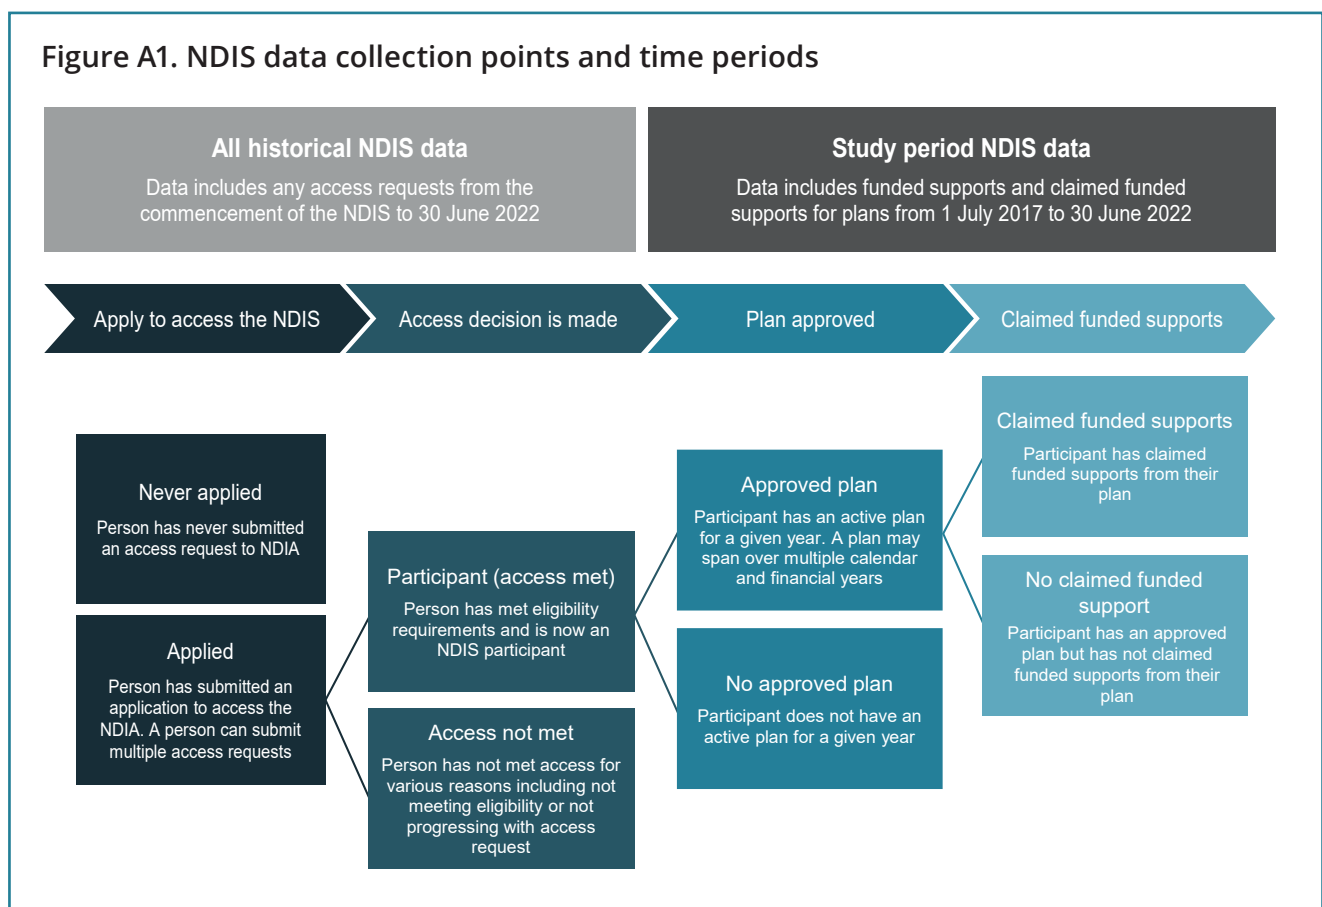 Figure A1. NDIS data collection points and time periods
All historical NDIS data
Data includes any access requests from the
commencement of the NDIS to 30 June 2022
Study period NDIS data
Data includes funded supports and claimed funded
supports for plans from 1 July 2017 to 30 June 2022
Apply to access the NDIS
Access decision is made
Plan approved
Claimed funded supports
Never applied
Person has never submitted
an access request to NDIA
Applied
Person has submitted an
application to access the
NDIA. A person can submit
multiple access requests
Participant (access met)
Person has met eligibility
requirements and is now an
NDIS participant
Access not met
Person has not met access for
various reasons including not
meeting eligibility or not
progressing with access
request
Approved plan
Participant has an active plan
for a given year. A plan may
span over multiple calendar
and financial years
No approved plan
Participant does not have an
active plan for a given year
Claimed funded supports
Participant has claimed
funded supports from their
plan
No claimed funded
support
Participant has an approved
plan but has not claimed
funded supports from their
plan